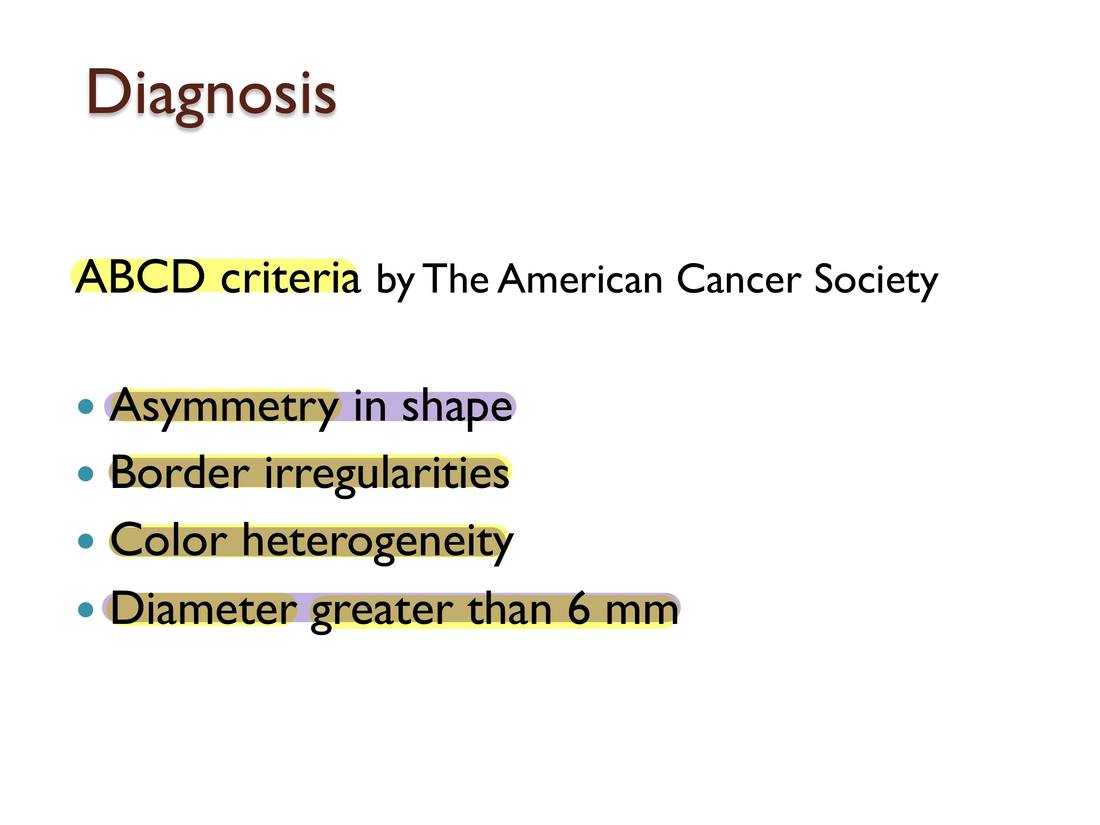 Diagnosis
ABCD criteria by The American Cancer Society
• Asymmetry in shape
• Border irregularities
• Color heterogeneity
• Diameter greater than 6 mm